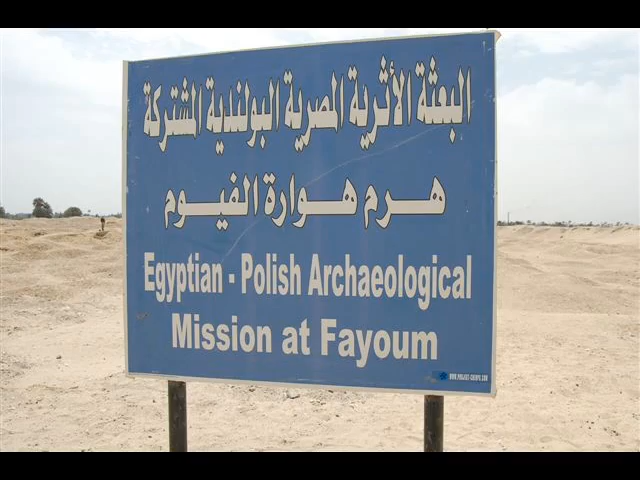 البعثة الأثرية المصرية البولندية المشتركة
هرم هوارة الفيوم
Egyptian - Polish Archaeological
Mission at Fayoum